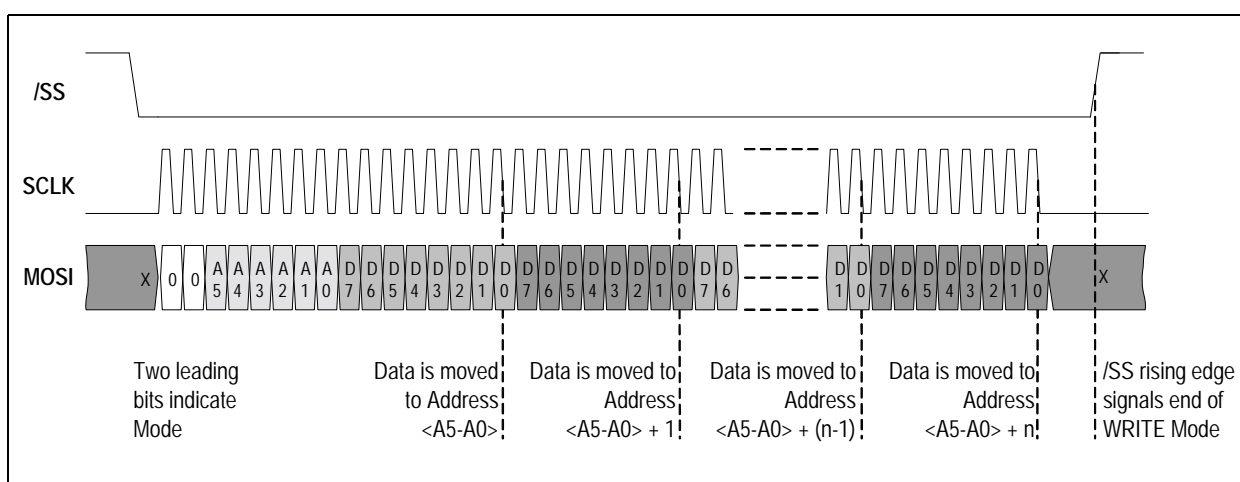 /SS
SCLK
MOSI
X 0 0 A5 A4 A3 A2 A1 A0 D7 D6 D5 D4 D3 D2 D1 D0 D7 D6 D5 D4 D3 D2 D1 D0 D7 D6 D1 D0 D7 D6 D5 D4 D3 D2 D1 D0 X
Two leading
bits indicate
Mode
Data is moved
to Address
<A5-A0>
Data is moved to
Address
<A5-A0> + 1
Data is moved to
Address
<A5-A0> + (n-1)
Data is moved to
Address
<A5-A0> + n
/SS rising edge
signals end of
WRITE Mode